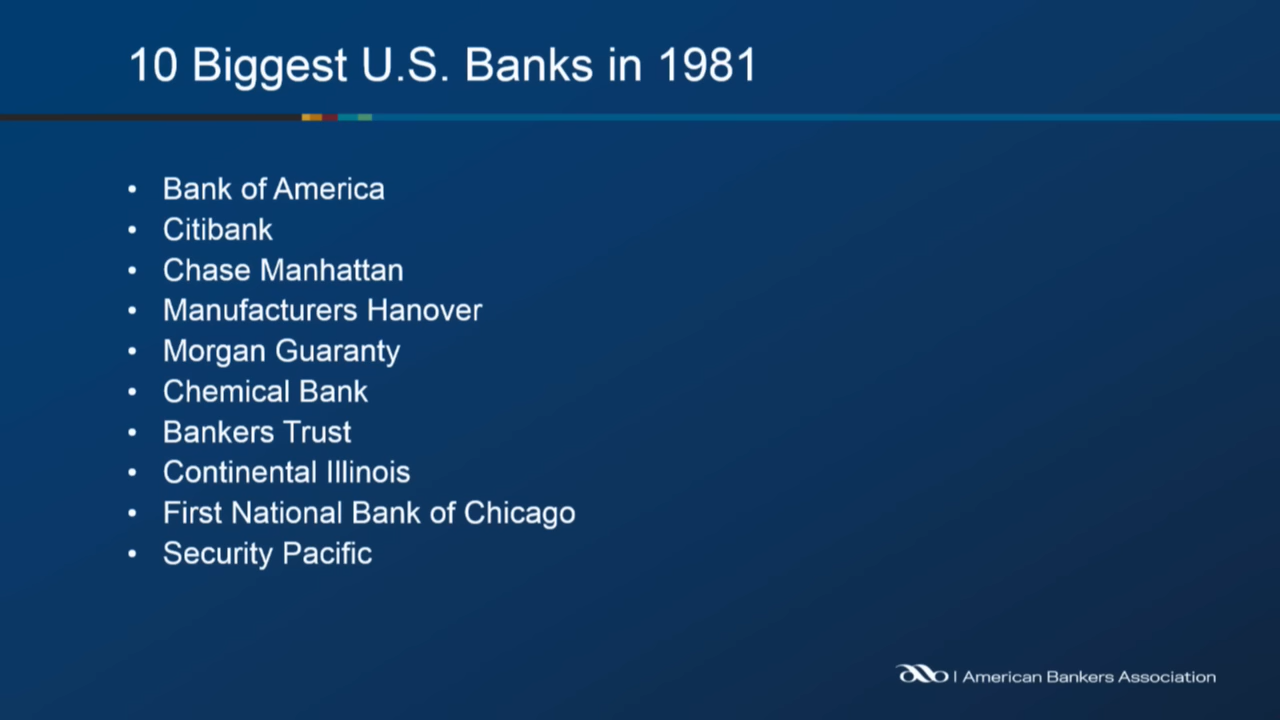 10 Biggest U.S. Banks in 1981
• Bank of America
• Citibank
• Chase Manhattan
• Manufacturers Hanover
• Morgan Guaranty
• Chemical Bank
• Bankers Trust
• Continental Illinois
• First National Bank of Chicago
• Security Pacific
| American Bankers Association